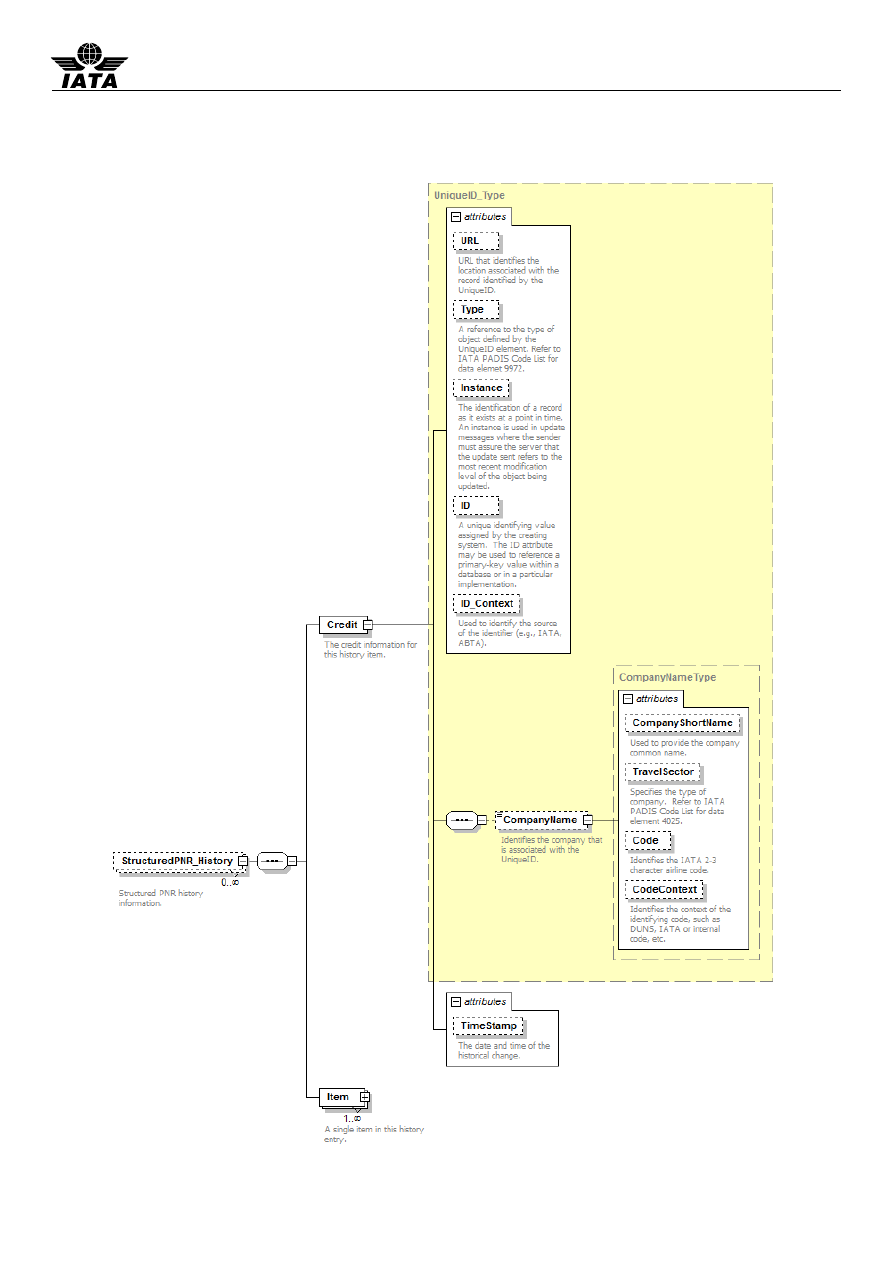 IATA
UniqueID_Type
attributes
URL
URL that identifies the
location associated with the
record identified by the
UniqueID.
Type
A reference to the type of
object defined by the
UniqueID element. Refer to
IATA PADIS Code List for
data elemet 9972.
Instance
The identification of a record
as it exists at a point in time.
An instance is used in update
messages where the sender
must assure the server that
the update sent refers to the
most recent modification
level of the object being
updated.
ID
A unique identifying value
assigned by the creating
system. The ID attribute
may be used to reference a
primary-key value within a
database or in a particular
implementation.
ID_Context
Used to identify the source
of the identifier (e.g., IATA,
ABTA).
Credit
The credit information for
this history item.
CompanyNameType
attributes
CompanyShortName
Used to provide the company
common name.
TravelSector
Specifies the type of
company. Refer to IATA
PADIS Code List for data
element 4025.
Code
Identifies the IATA 2-3
character airline code.
CodeContext
Identifies the context of the
identifying code, such as
DUNS, IATA or internal
code, etc.
CompanyName
Identifies the company that
is associated with the
UniqueID.
StructuredPNR_History
0..∞
Structured PNR history
information.
attributes
TimeStamp
The date and time of the
historical change.
Item
1..∞
A single item in this history
entry.